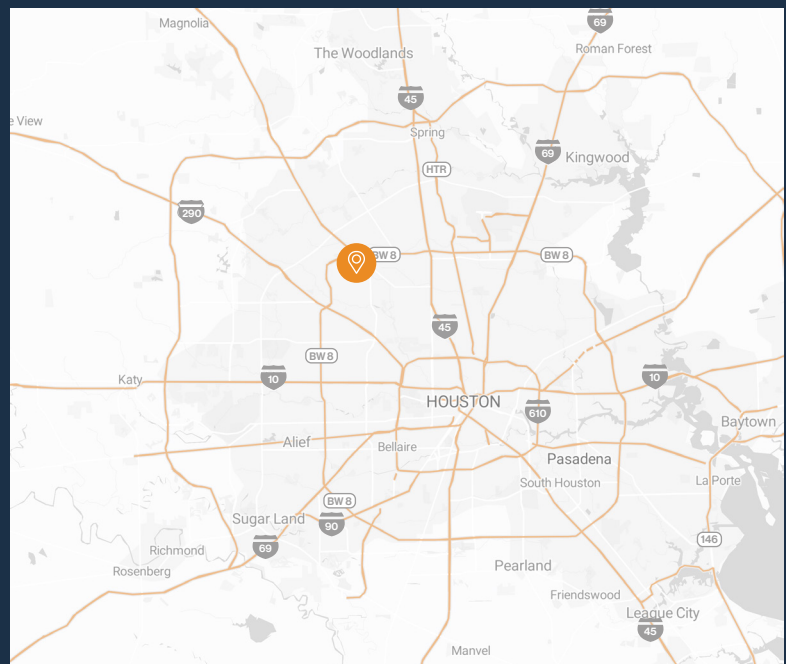 69
Magnolia
The Woodlands
Roman Forest
45
e View
Spring
69
Kingwood
HTR
290
BW 8
BW 8
45
BW 8
Katy
10
10
HOUSTON
610
Baytown
Alief
Bellaire
Pasadena
South Houston
La Porte
BW 8
Sugar Land
90
146
69
Richmond
Rosenberg
Pearland
Friendswood
League City
45
Manvel